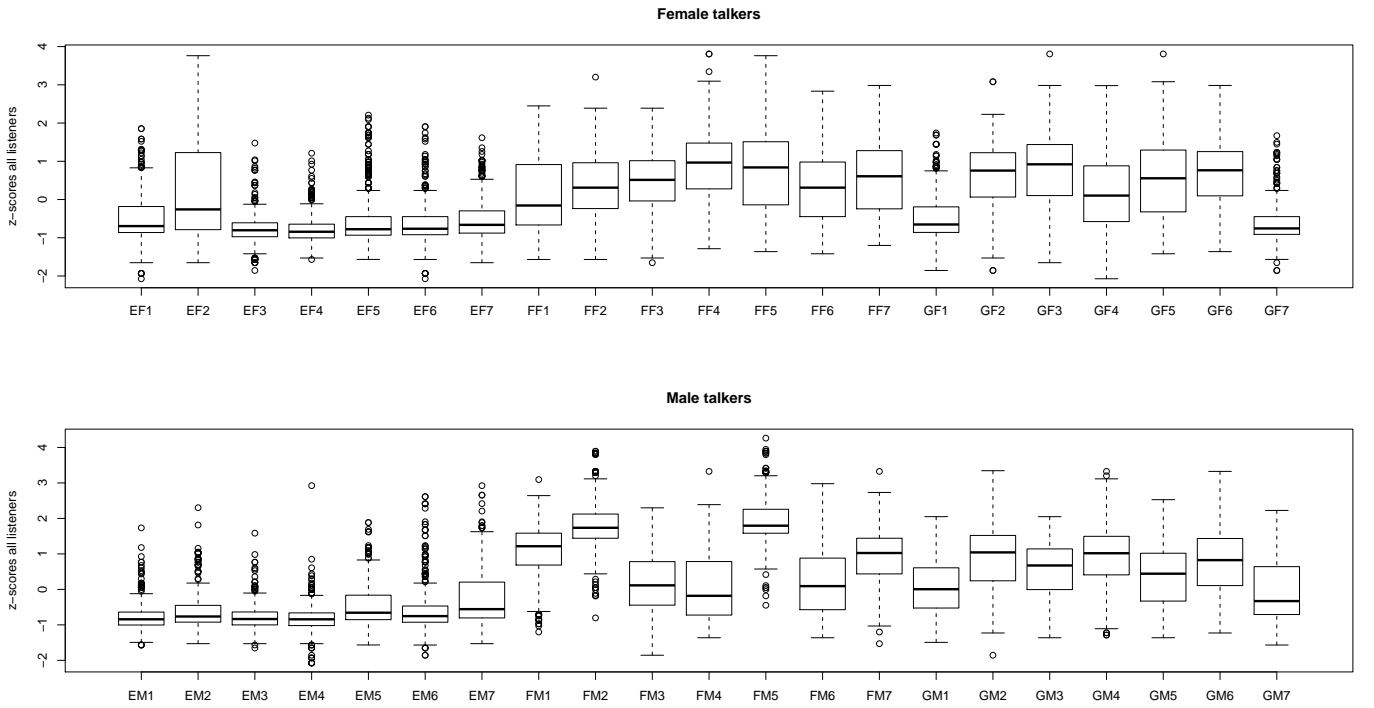 Female talkers
z−scores all listeners
4
3
2
1
0
−1
−2
EF1 EF2 EF3 EF4 EF5 EF6 EF7 FF1 FF2 FF3 FF4 FF5 FF6 FF7 GF1 GF2 GF3 GF4 GF5 GF6 GF7
Male talkers
z−scores all listeners
4
3
2
1
0
−1
−2
EM1 EM2 EM3 EM4 EM5 EM6 EM7 FM1 FM2 FM3 FM4 FM5 FM6 FM7 GM1 GM2 GM3 GM4 GM5 GM6 GM7